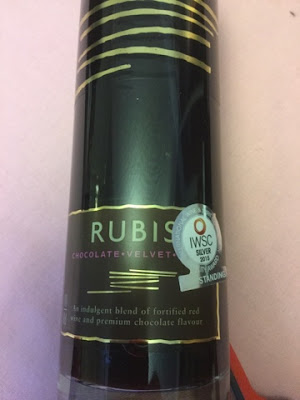 RUBIS
CHOCOLATE • VELVET •
IWSC
SILVER
STANDING
An indulgent blend of fortified red
wine and premium chocolate flavour